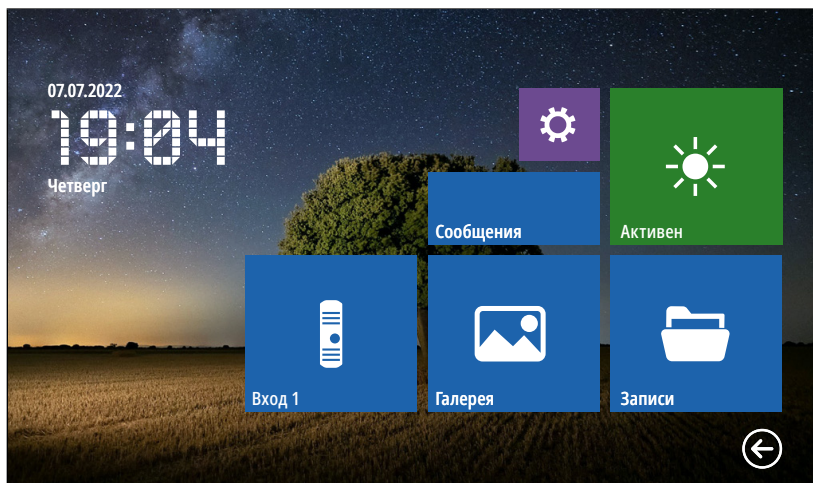 07.07.2022
19:04
Четверг
Сообщения
Активен
Вход 1
Галерея
Записи